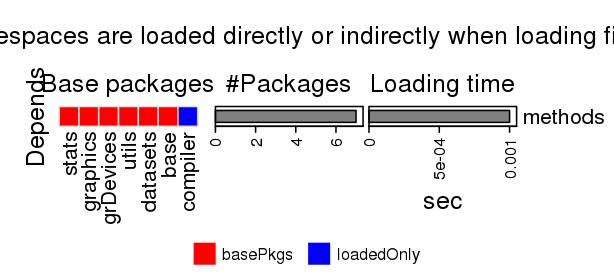 espaces are loaded directly or indirectly when loading fi
Base packages #Packages Loading time
Depends
methods
stats
graphics
grDevices
utils
datasets
base
compiler
0 2 4 6
0 5e-04 0.001
sec
basePkgs loadedOnly